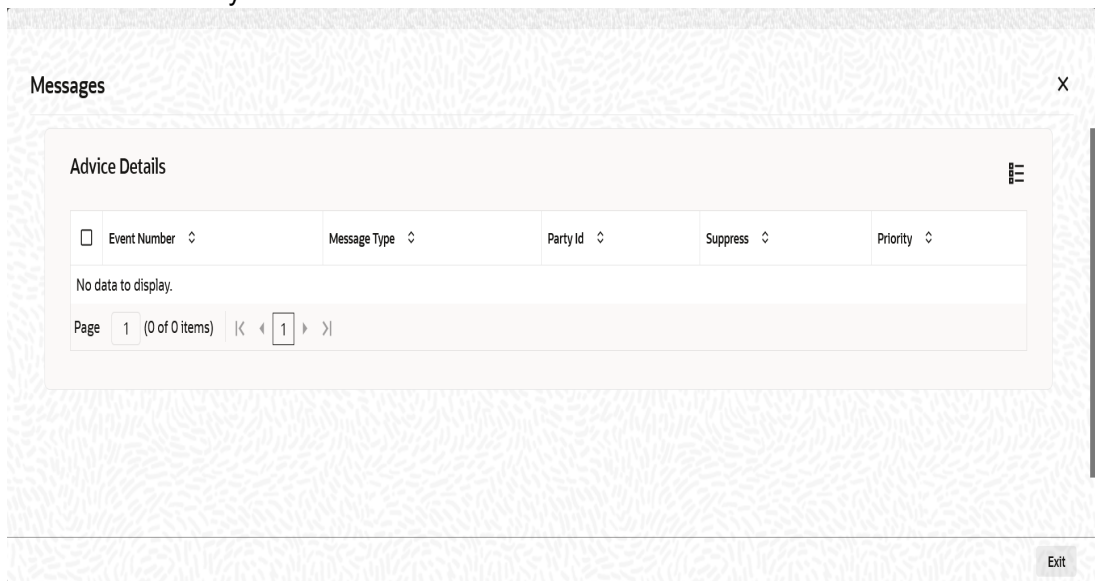 Messages
Advice Details
Event Number Message Type Party Id Suppress Priority
No data to display.
Page 1 (0 of 0 items) 1
Exit